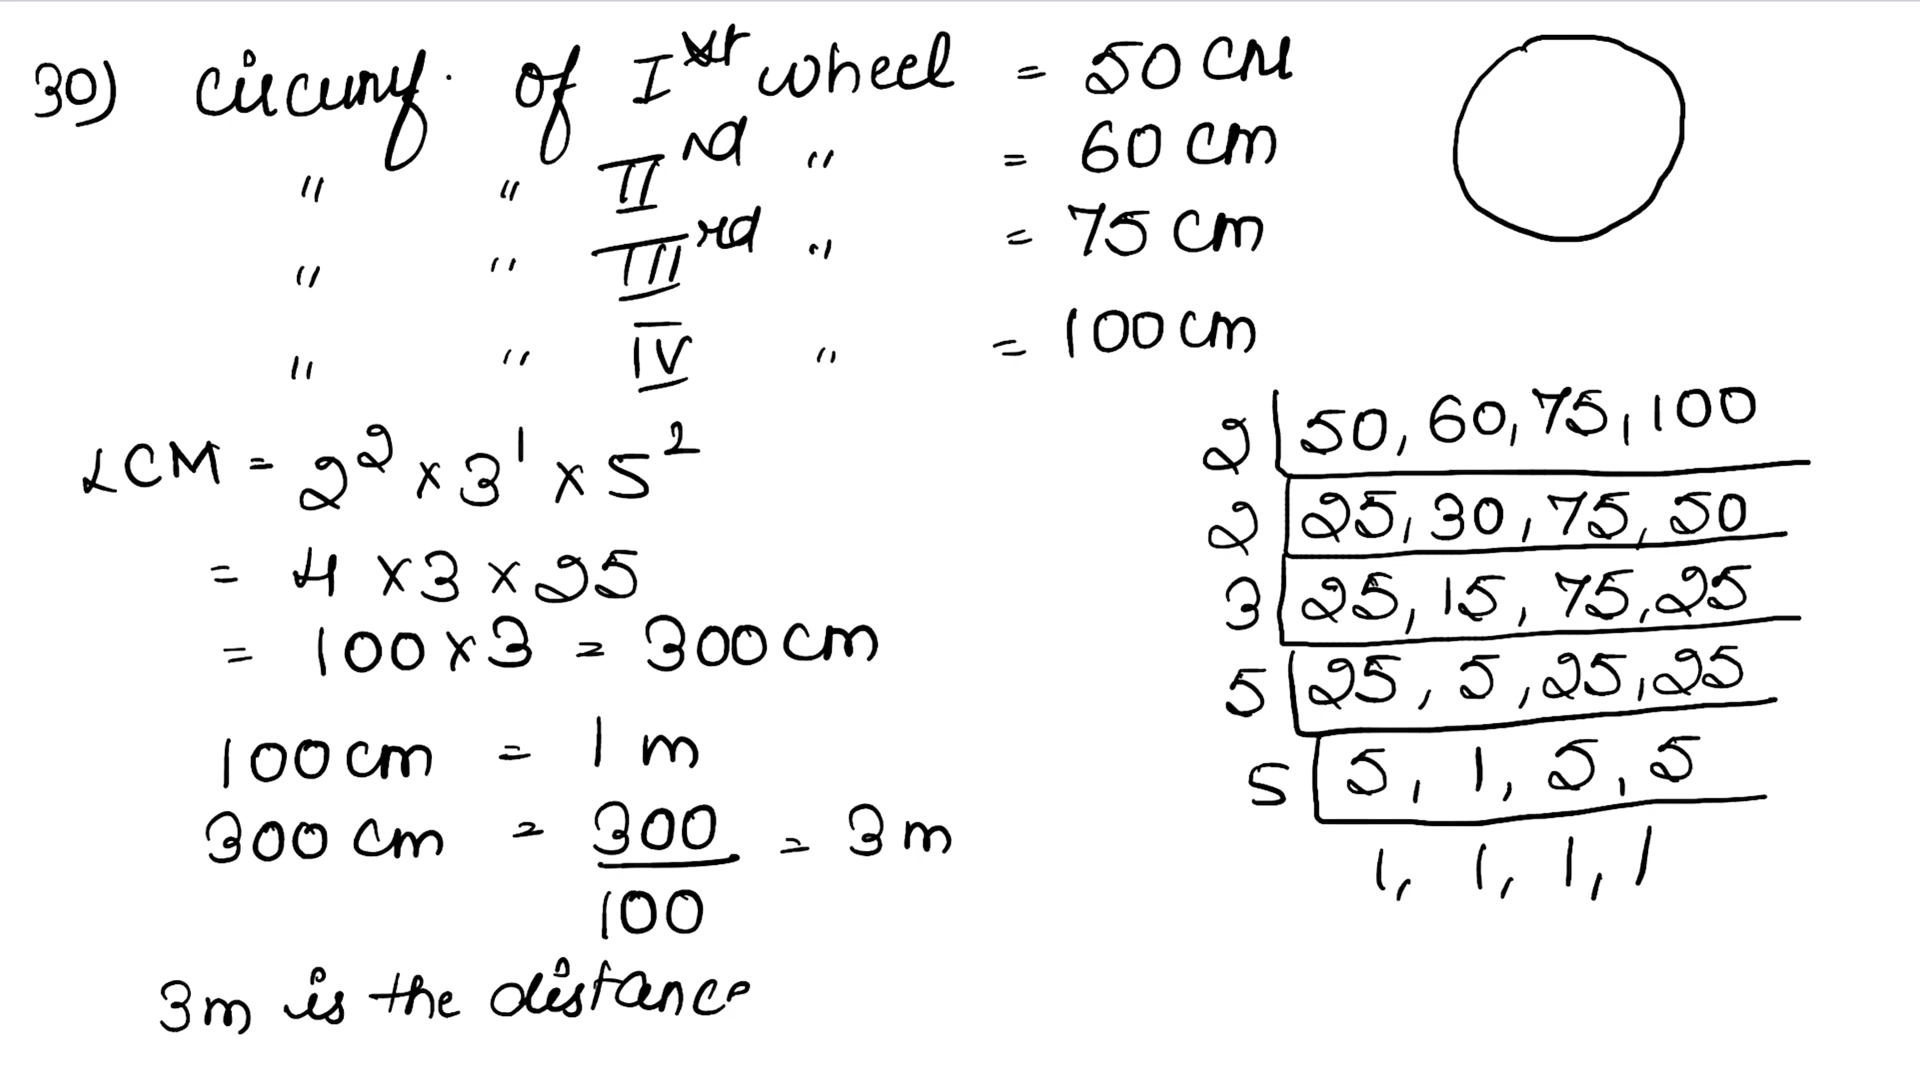 30) circumf. of Ist wheel = 50 cm
" " IInd " = 60 cm
" " IIIrd " = 75 cm
" " IV " = 100 cm
LCM = 2² × 3¹ × 5²
= 4 × 3 × 25
= 100 × 3 = 300 cm
100 cm = 1 m
300 cm = 300/100 = 3 m
3m is the distance
2 | 50, 60, 75, 100
2 | 25, 30, 75, 50
3 | 25, 15, 75, 25
5 | 25, 5, 25, 25
5 | 5, 1, 5, 5
1, 1, 1, 1